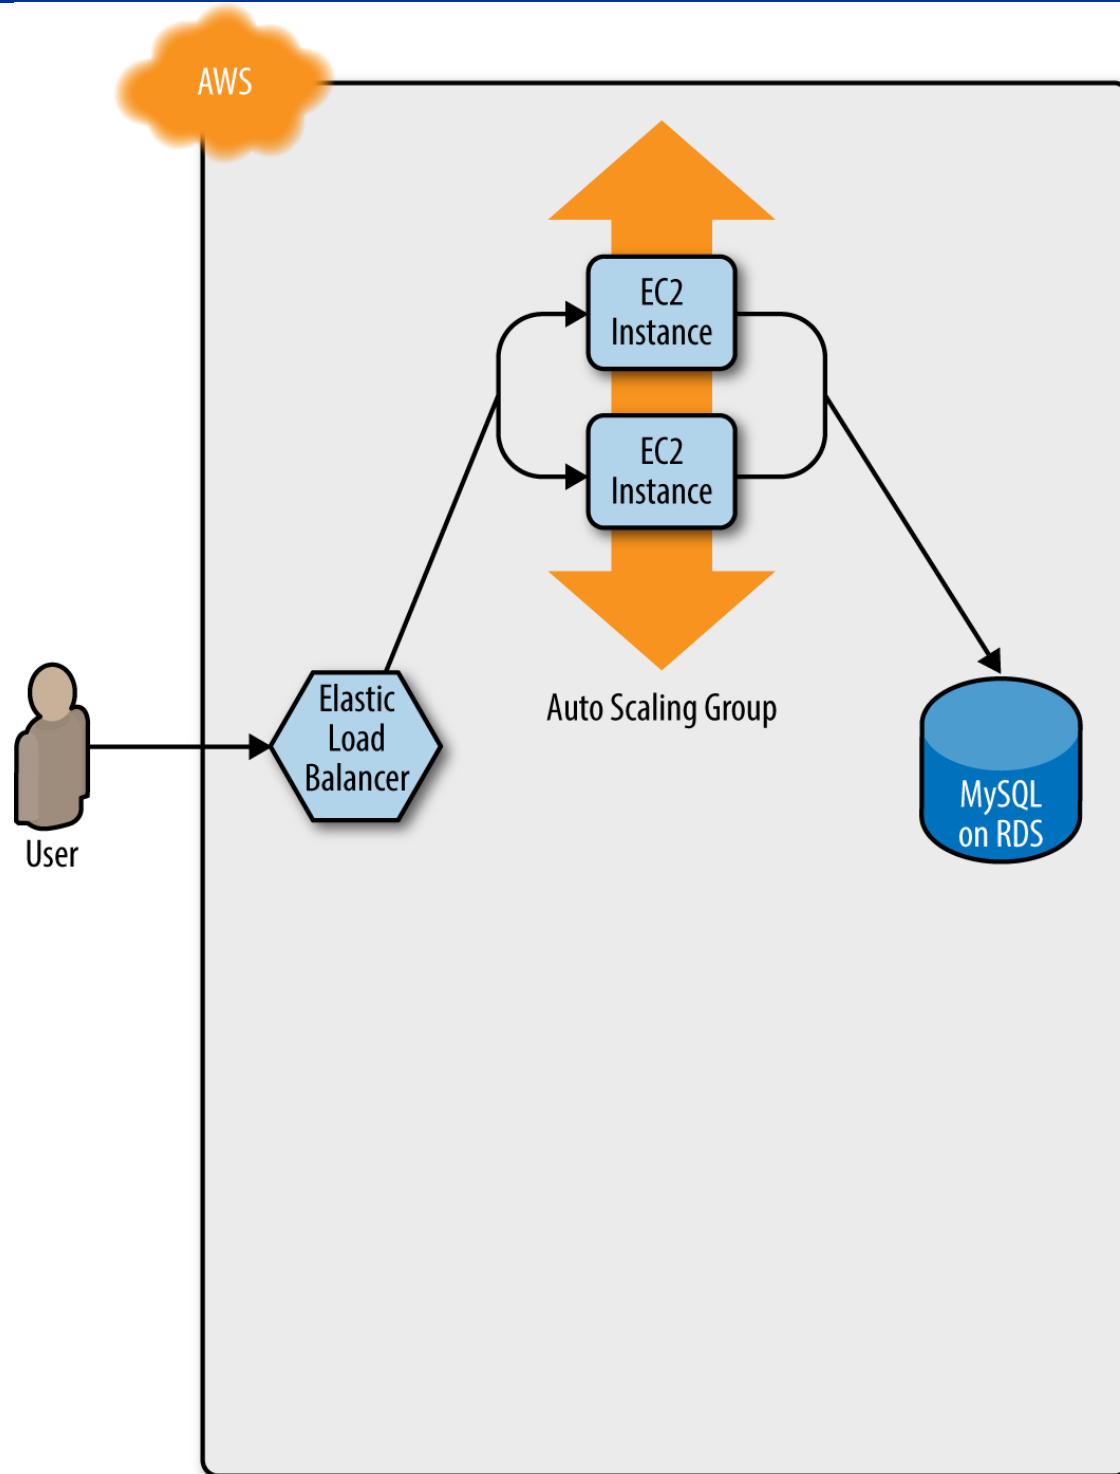 AWS
EC2
Instance
EC2
Instance
Auto Scaling Group
Elastic
Load
Balancer
User
MySQL
on RDS